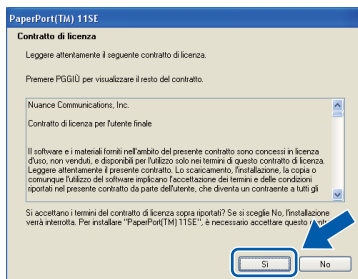 PaperPort(TM) 11SE
Contratto di licenza
Leggere attentamente il seguente contratto di licenza.
Premere PGGIÙ per visualizzare il resto del contratto.
Nuance Communications, Inc.
Contratto di licenza per l'utente finale
Il software e i materiali forniti nell'ambito del presente contratto sono concessi in licenza
d'uso, non venduti, e disponibili per l'utilizzo solo nei termini di questo contratto di licenza.
Leggere attentamente il presente contratto. Lo scaricamento, l'installazione, la copia o
comunque l'utilizzo del software implicano l'accettazione dei termini e delle condizioni
riportati nel presente contratto da parte dell'utente, che diventa un contraente a tutti gli
Si accettano i termini del contratto di licenza sopra riportati? Se si sceglie No, l'installazione
verrà interrotta. Per installare "PaperPort(TM) 11SE", è necessario accettare questo
Sì
No